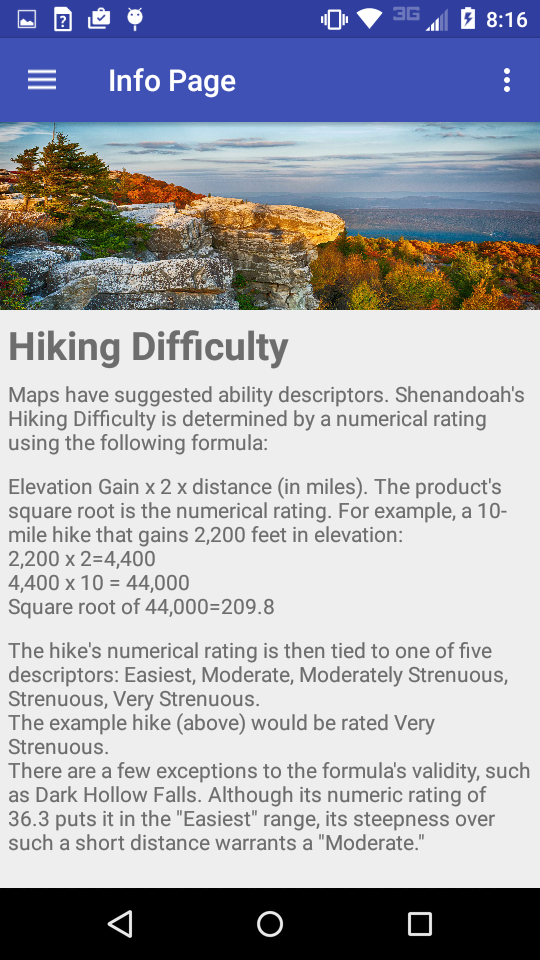 3G 8:16
Info Page
Hiking Difficulty
Maps have suggested ability descriptors. Shenandoah's
Hiking Difficulty is determined by a numerical rating
using the following formula:
Elevation Gain x 2 x distance (in miles). The product's
square root is the numerical rating. For example, a 10-
mile hike that gains 2,200 feet in elevation:
2,200 x 2=4,400
4,400 x 10 = 44,000
Square root of 44,000=209.8
The hike's numerical rating is then tied to one of five
descriptors: Easiest, Moderate, Moderately Strenuous,
Strenuous, Very Strenuous.
The example hike (above) would be rated Very
Strenuous.
There are a few exceptions to the formula's validity, such
as Dark Hollow Falls. Although its numeric rating of
36.3 puts it in the "Easiest" range, its steepness over
such a short distance warrants a "Moderate."